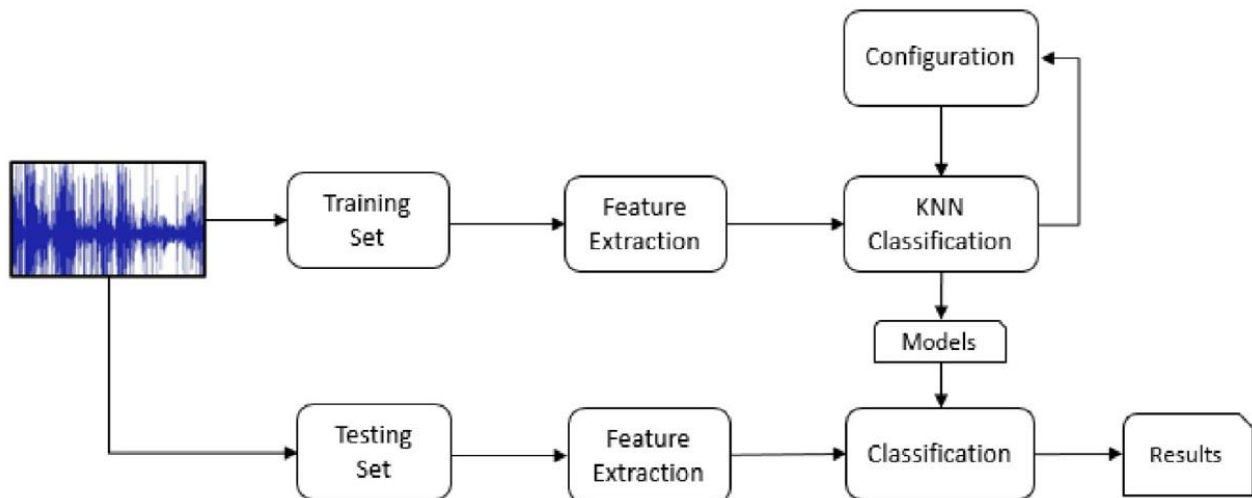 Configuration
Training
Set
Feature
Extraction
KNN
Classification
Models
Testing
Set
Feature
Extraction
Classification
Results